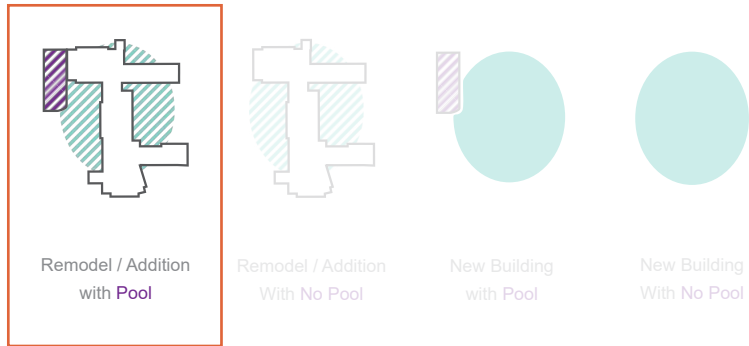 Remodel / Addition
with Pool
Remodel / Addition
With No Pool
New Building
with Pool
New Building
With No Pool